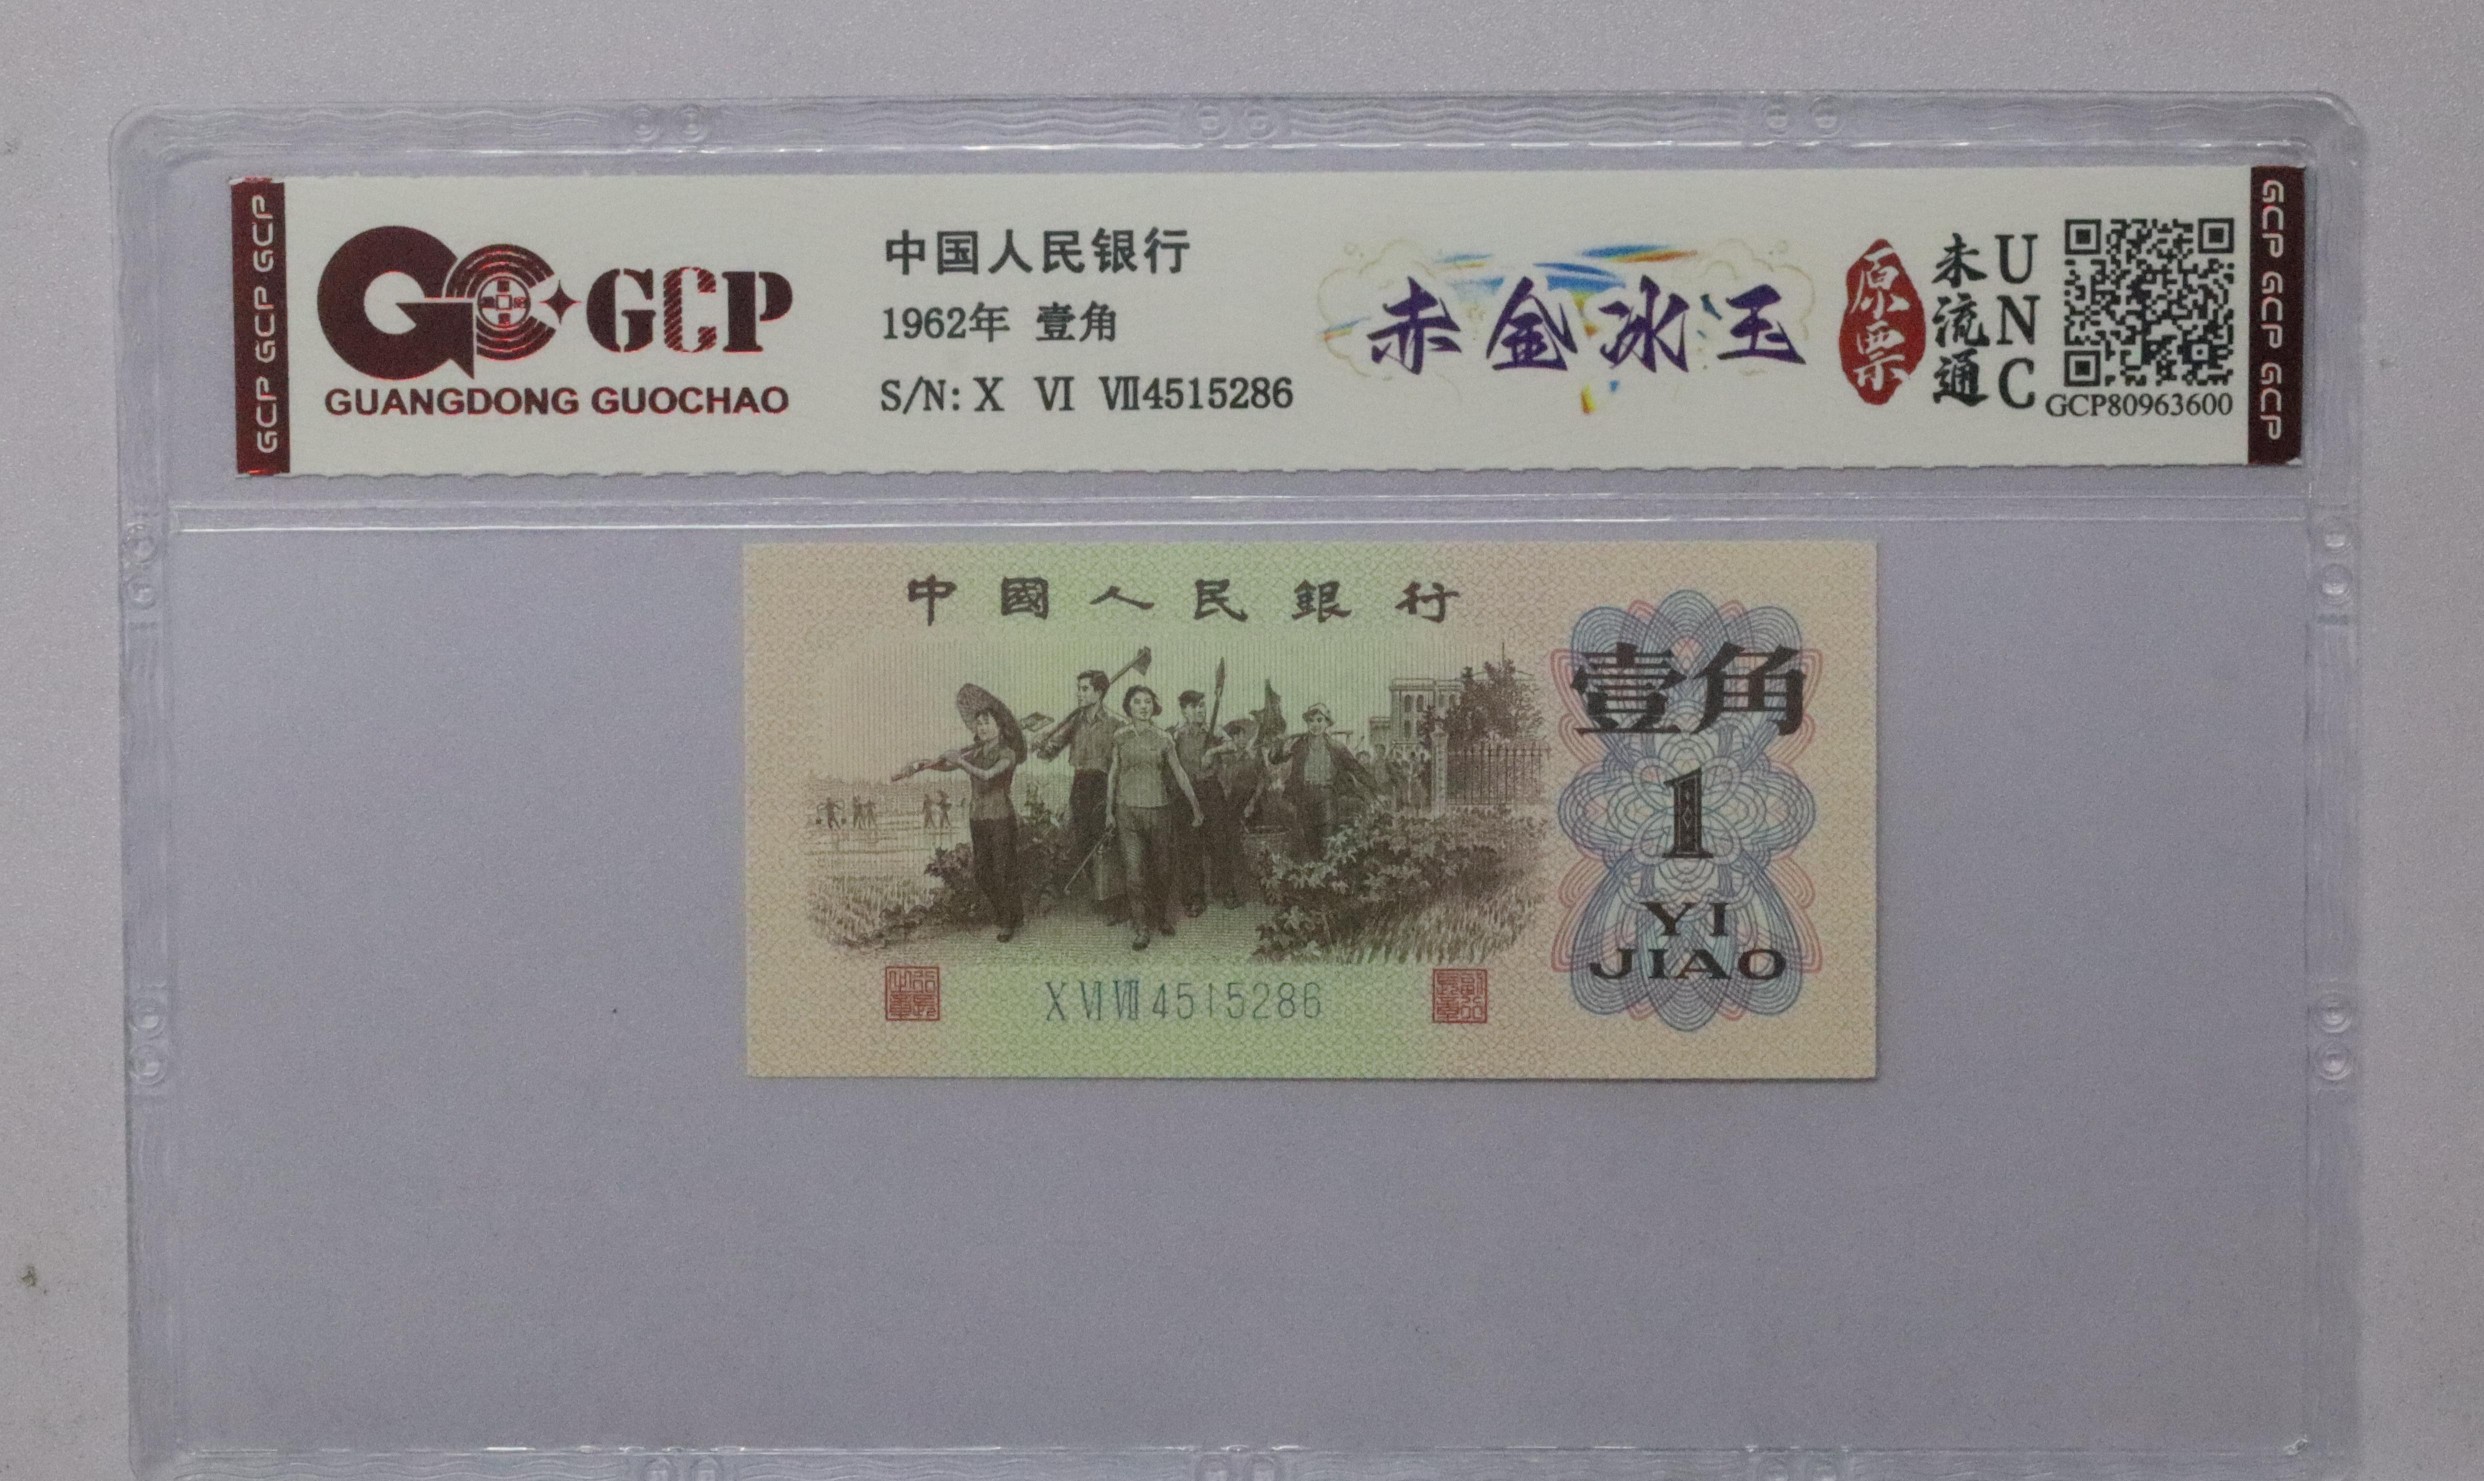 GCP GCP GCP
GCP
GUANGDONG GUOCHAO
中国人民银行
1962年 壹角
S/N: X Ⅵ Ⅶ4515286
赤金冰玉
原票
未流通
UNC
GCP80963600
GCP GCP GCP
中國人民銀行
壹角
1
YI
JIAO
X Ⅵ Ⅶ 4515286